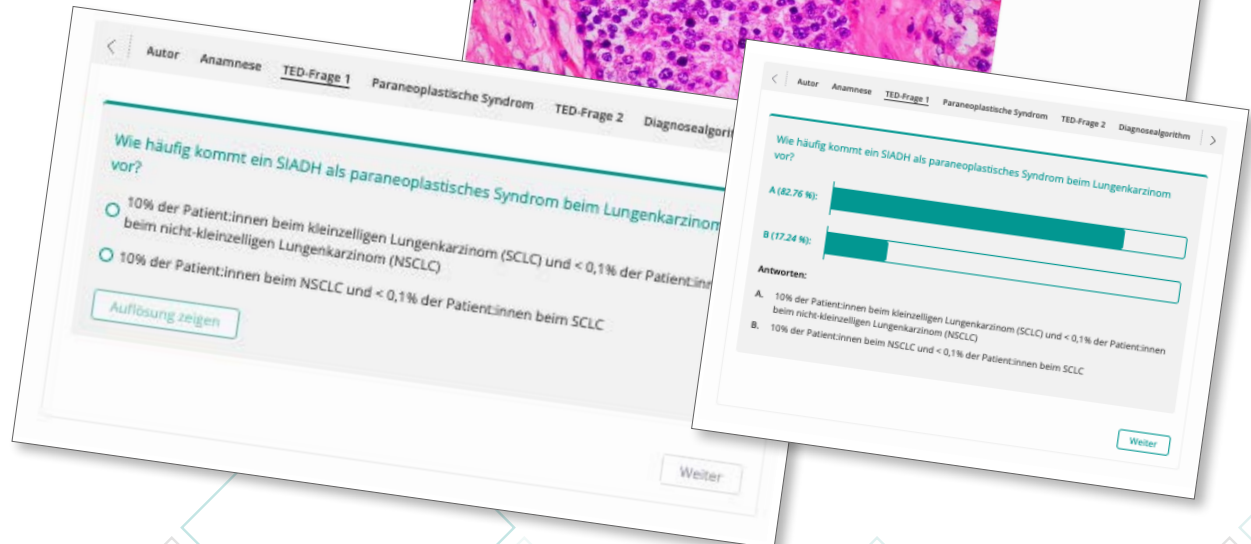 Autor Anamnese TED-Frage 1 Paraneoplastische Syndrom TED-Frage 2
Wie häufig kommt ein SIADH als paraneoplastisches Syndrom beim Lungenkarzinom
vor?
10% der Patient:innen beim kleinzelligen Lungenkarzinom (SCLC) und < 0,1% der
beim nicht-kleinzelligen Lungenkarzinom (NSCLC)
10% der Patient:innen beim NSCLC und < 0,1% der Patient:innen beim SCLC
Auflösung zeigen
Weiter
Autor Anamnese TED-Frage 1 Paraneoplastische Syndrom TED-Frage 2 Diagnosealgorithm
Wie häufig kommt ein SIADH als paraneoplastisches Syndrom beim Lungenkarzinom
vor?
A (82.76 %):
B (17.24 %):
Antworten:
A. 10% der Patient:innen beim kleinzelligen Lungenkarzinom (SCLC) und < 0,1% der Patient:innen
beim nicht-kleinzelligen Lungenkarzinom (NSCLC)
B. 10% der Patient:innen beim NSCLC und < 0,1% der Patient:innen beim SCLC
Weiter